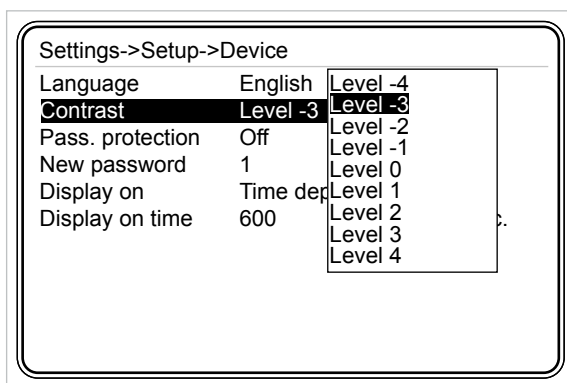 Settings->Setup->Device
Language English
Contrast Level -3
Pass. protection Off
New password 1
Display on Time dep
Display on time 600 c.
Level -4
Level -3
Level -2
Level -1
Level 0
Level 1
Level 2
Level 3
Level 4